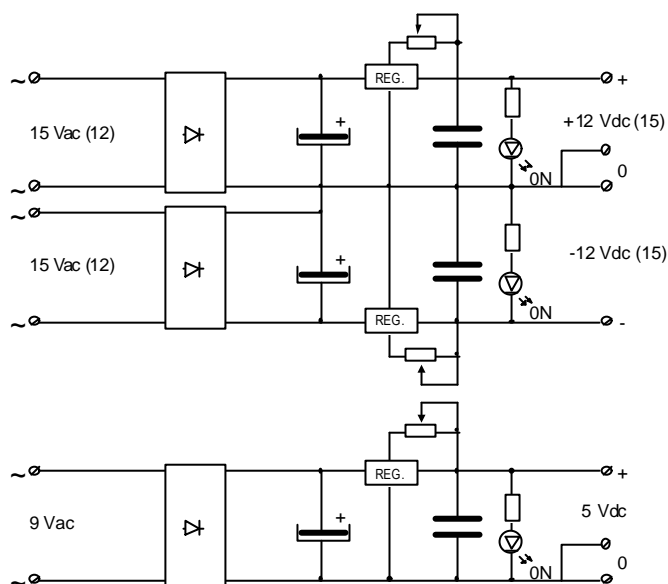 ~ REG. +
+
15 Vac (12) +12 Vdc (15)
0N 0
~
~
+
15 Vac (12) -12 Vdc (15)
0N
~ REG. -
~ REG. +
+
9 Vac 5 Vdc
0N 0
~